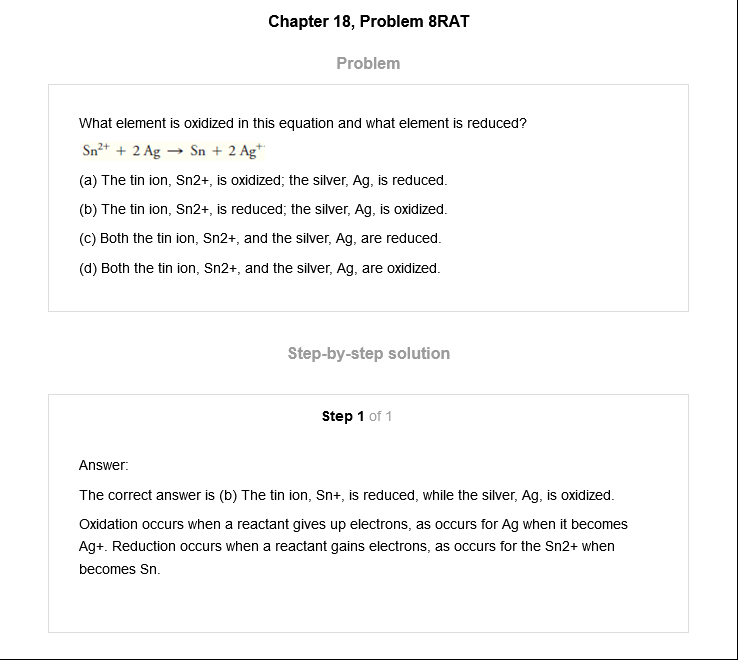 Chapter 18, Problem 8RAT
Problem
What element is oxidized in this equation and what element is reduced?
Sn²⁺ + 2 Ag → Sn + 2 Ag⁺
(a) The tin ion, Sn2+, is oxidized; the silver, Ag, is reduced.
(b) The tin ion, Sn2+, is reduced; the silver, Ag, is oxidized.
(c) Both the tin ion, Sn2+, and the silver, Ag, are reduced.
(d) Both the tin ion, Sn2+, and the silver, Ag, are oxidized.
Step-by-step solution
Step 1 of 1
Answer:
The correct answer is (b) The tin ion, Sn+, is reduced, while the silver, Ag, is oxidized.
Oxidation occurs when a reactant gives up electrons, as occurs for Ag when it becomes
Ag+. Reduction occurs when a reactant gains electrons, as occurs for the Sn2+ when
becomes Sn.